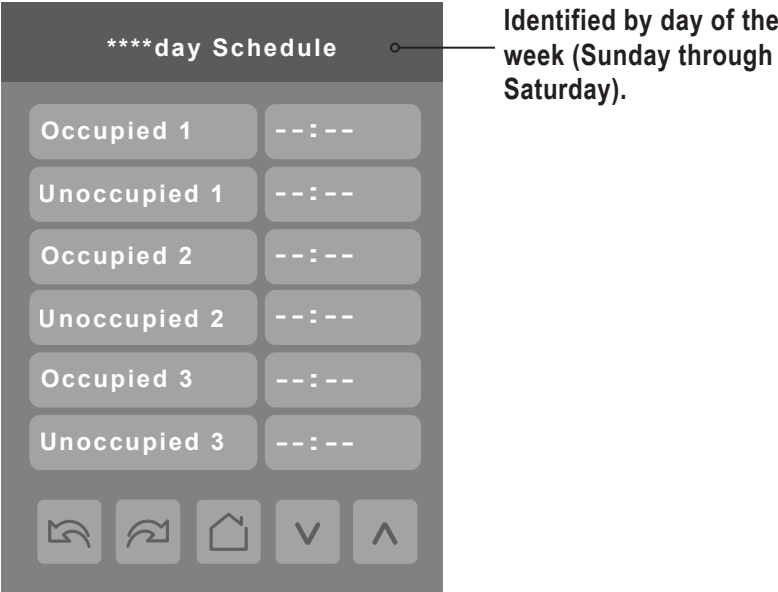 ****day Schedule
Identified by day of the
week (Sunday through
Saturday).
Occupied 1 --:--
Unoccupied 1 --:--
Occupied 2 --:--
Unoccupied 2 --:--
Occupied 3 --:--
Unoccupied 3 --:--